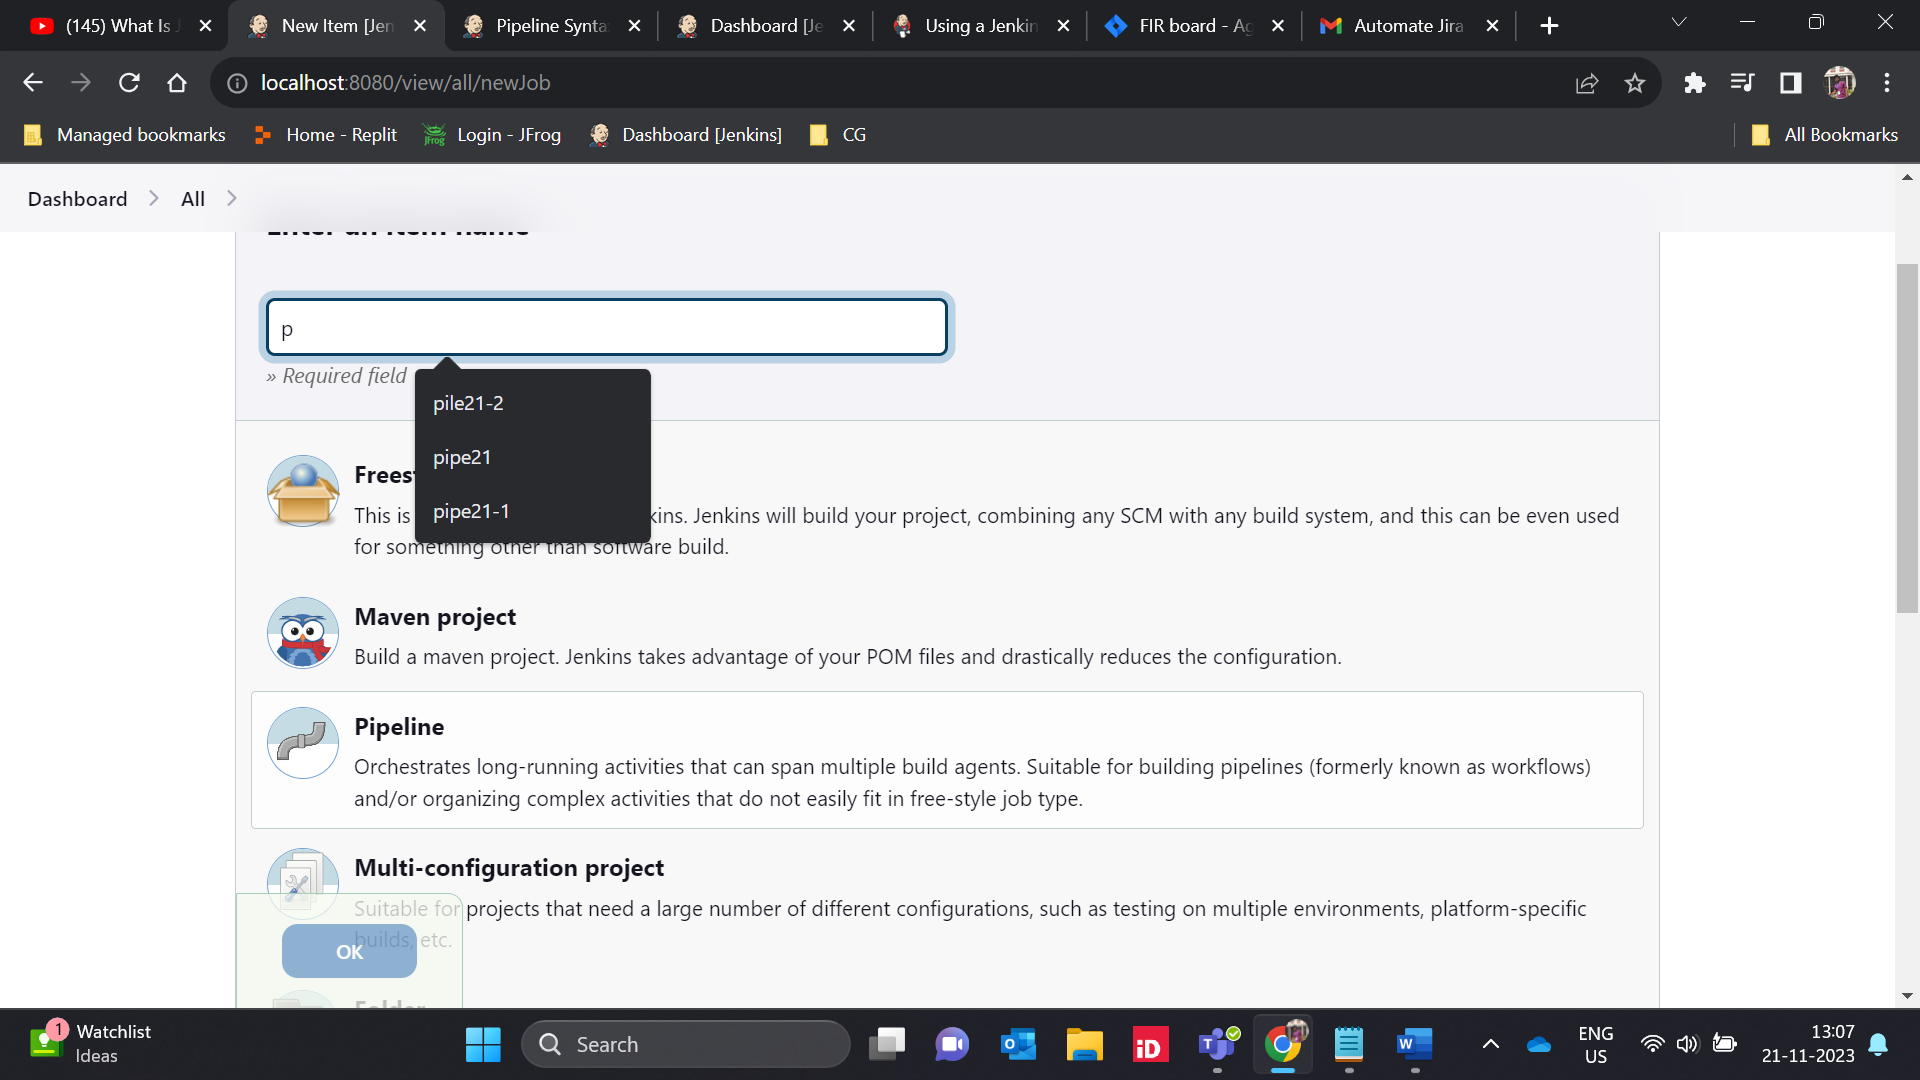 (145) What Is J
New Item [Jen
Pipeline Synta
Dashboard [Je
Using a Jenkin
FIR board - Ag
Automate Jira
localhost:8080/view/all/newJob
Managed bookmarks
Home - Replit
Login - JFrog
Dashboard [Jenkins]
CG
All Bookmarks
Dashboard
All
Enter an item name
p
» Required field
pile21-2
pipe21
pipe21-1
Frees
This is
kins. Jenkins will build your project, combining any SCM with any build system, and this can be even used
for something other than software build.
Maven project
Build a maven project. Jenkins takes advantage of your POM files and drastically reduces the configuration.
Pipeline
Orchestrates long-running activities that can span multiple build agents. Suitable for building pipelines (formerly known as workflows)
and/or organizing complex activities that do not easily fit in free-style job type.
Multi-configuration project
Suitable for projects that need a large number of different configurations, such as testing on multiple environments, platform-specific
builds, etc.
OK
Folder
1
Watchlist
Ideas
Search
iD
ENG
US
13:07
21-11-2023